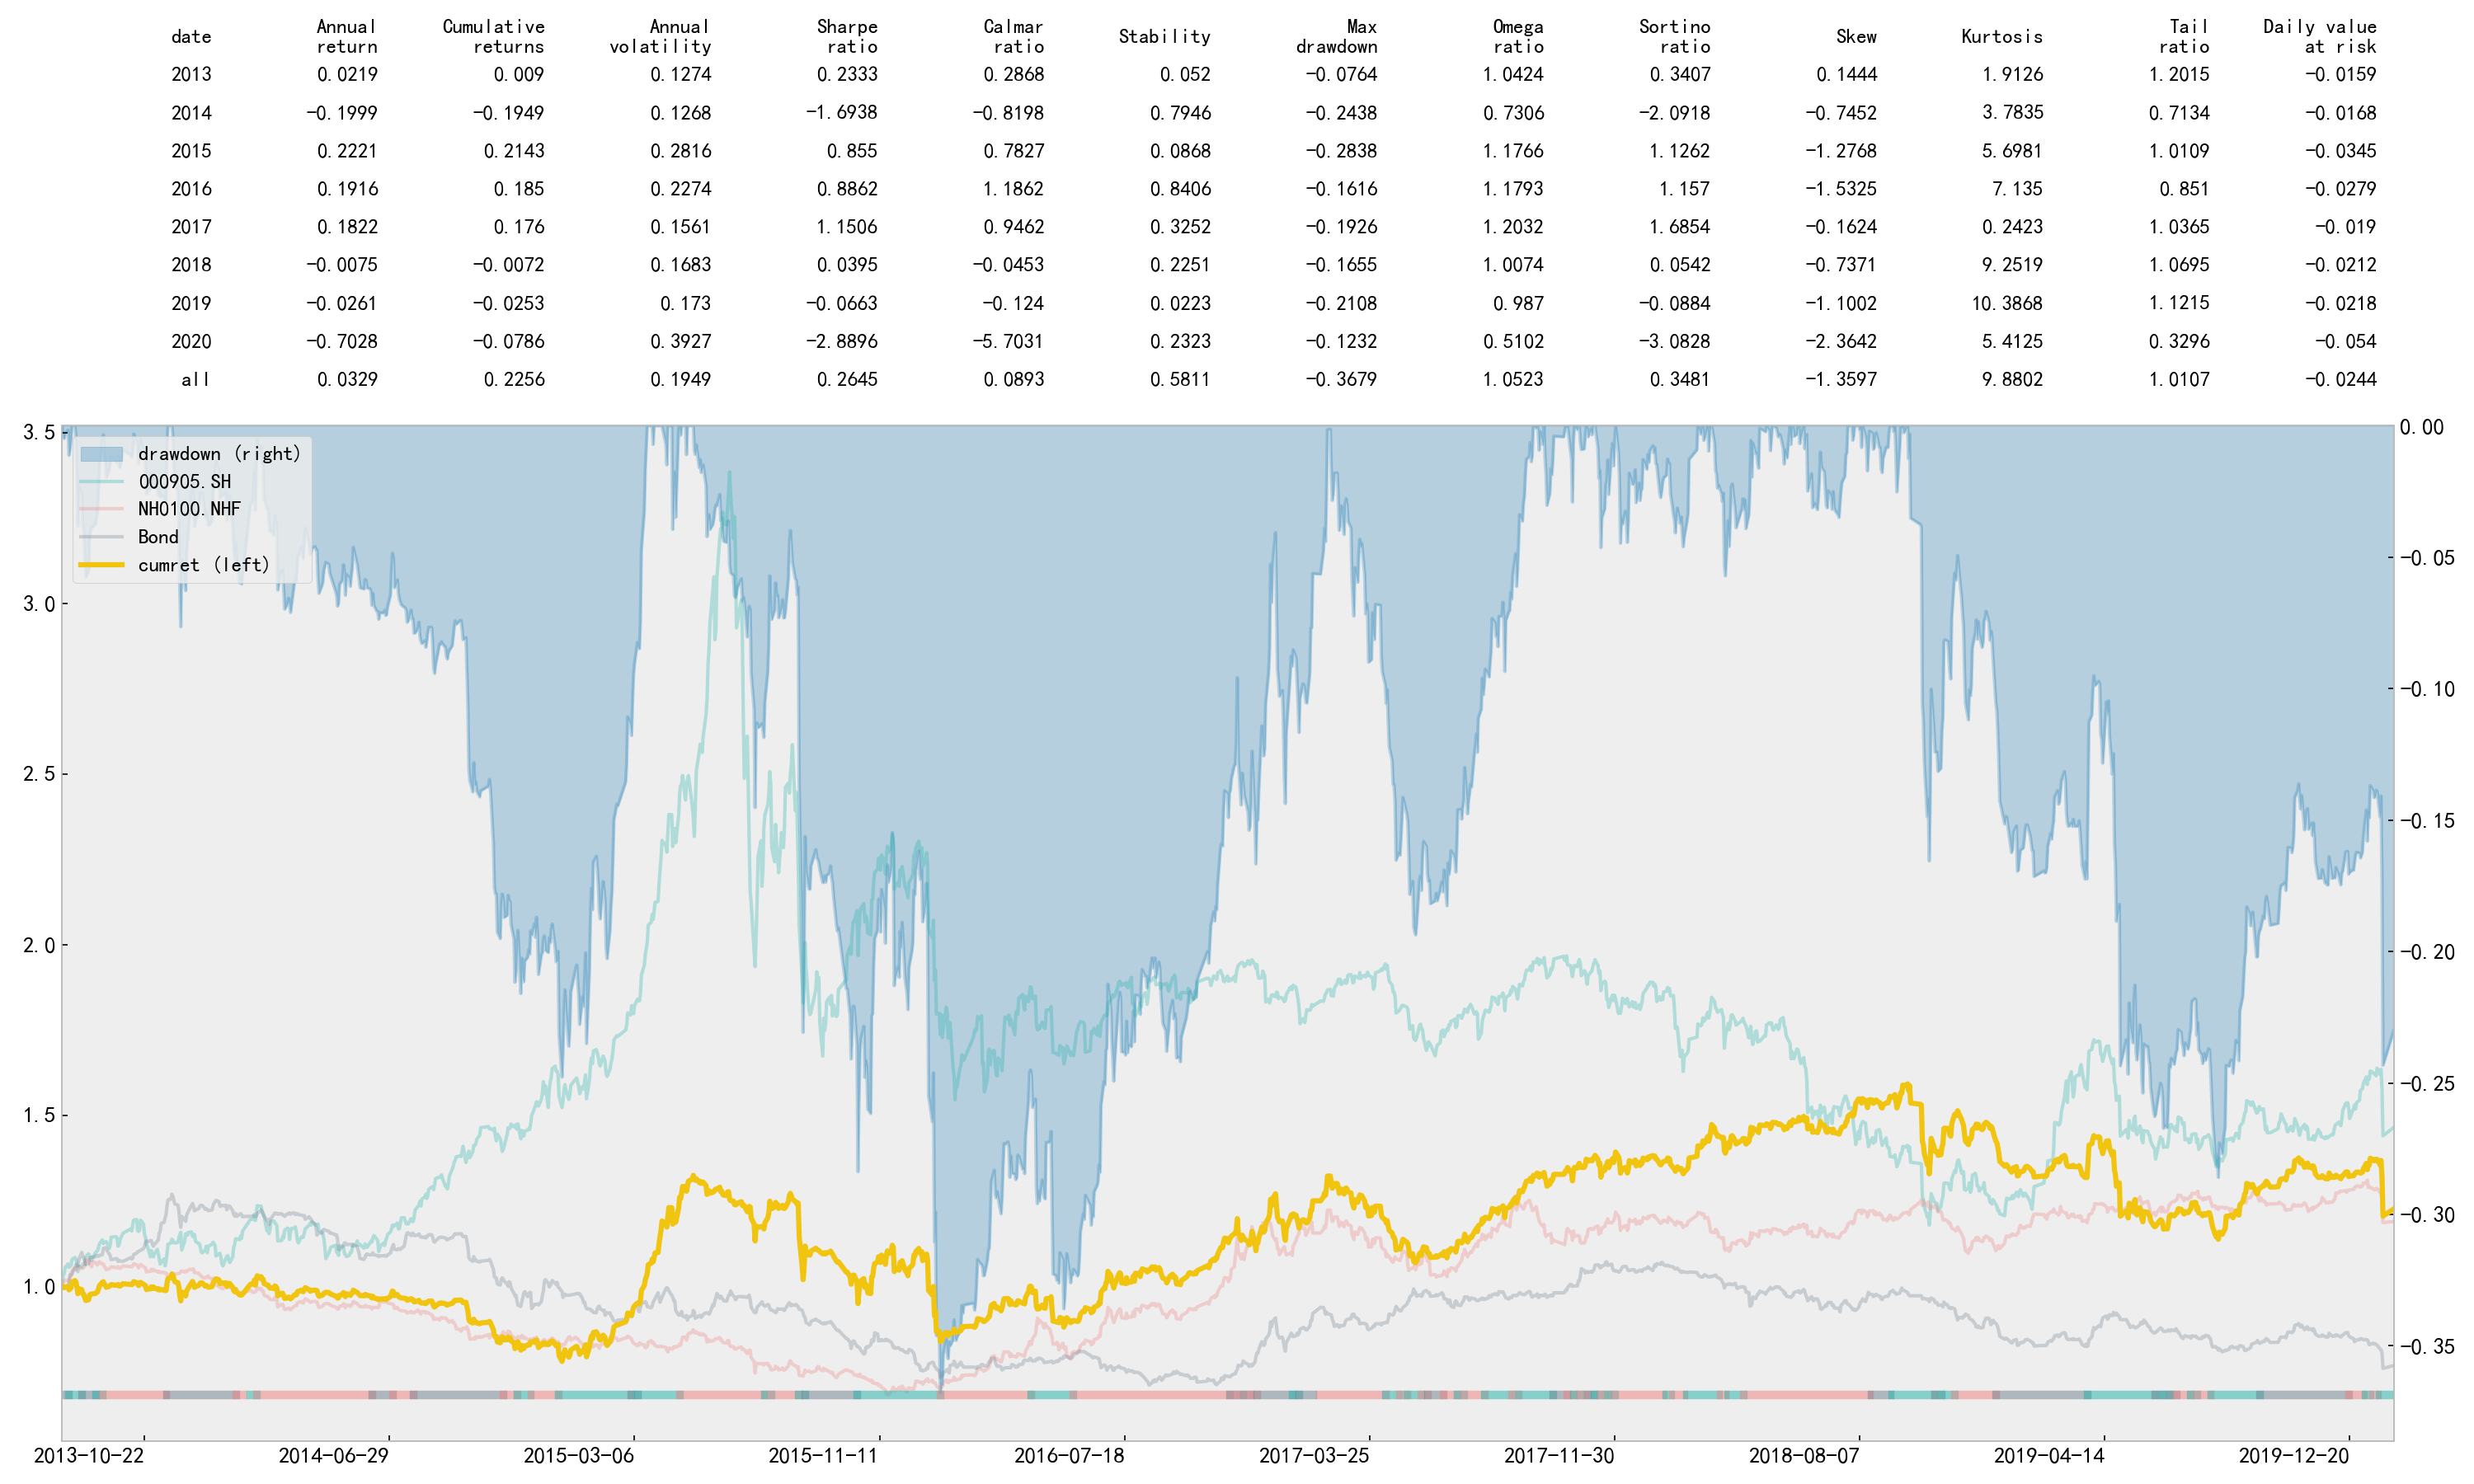 date Annual return Cumulative returns Annual volatility Sharpe ratio Calmar ratio Stability Max drawdown Omega ratio Sortino ratio Skew Kurtosis Tail ratio Daily value at risk
2013 0.0219 0.009 0.1274 0.2333 0.2868 0.052 -0.0764 1.0424 0.3407 0.1444 1.9126 1.2015 -0.0159
2014 -0.1999 -0.1949 0.1268 -1.6938 -0.8198 0.7946 -0.2438 0.7306 -2.0918 -0.7452 3.7835 0.7134 -0.0168
2015 0.2221 0.2143 0.2816 0.855 0.7827 0.0868 -0.2838 1.1766 1.1262 -1.2768 5.6981 1.0109 -0.0345
2016 0.1916 0.185 0.2274 0.8862 1.1862 0.8406 -0.1616 1.1793 1.157 -1.5325 7.135 0.851 -0.0279
2017 0.1822 0.176 0.1561 1.1506 0.9462 0.3252 -0.1926 1.2032 1.6854 -0.1624 0.2423 1.0365 -0.019
2018 -0.0075 -0.0072 0.1683 0.0395 -0.0453 0.2251 -0.1655 1.0074 0.0542 -0.7371 9.2519 1.0695 -0.0212
2019 -0.0261 -0.0253 0.173 -0.0663 -0.124 0.0223 -0.2108 0.987 -0.0884 -1.1002 10.3868 1.1215 -0.0218
2020 -0.7028 -0.0786 0.3927 -2.8896 -5.7031 0.2323 -0.1232 0.5102 -3.0828 -2.3642 5.4125 0.3296 -0.054
all 0.0329 0.2256 0.1949 0.2645 0.0893 0.5811 -0.3679 1.0523 0.3481 -1.3597 9.8802 1.0107 -0.0244
3.5
3.0
2.5
2.0
1.5
1.0
drawdown (right)
000905.SH
NH0100.NHF
Bond
cumret (left)
0.00
-0.05
-0.10
-0.15
-0.20
-0.25
-0.30
-0.35
2013-10-22 2014-06-29 2015-03-06 2015-11-11 2016-07-18 2017-03-25 2017-11-30 2018-08-07 2019-04-14 2019-12-20